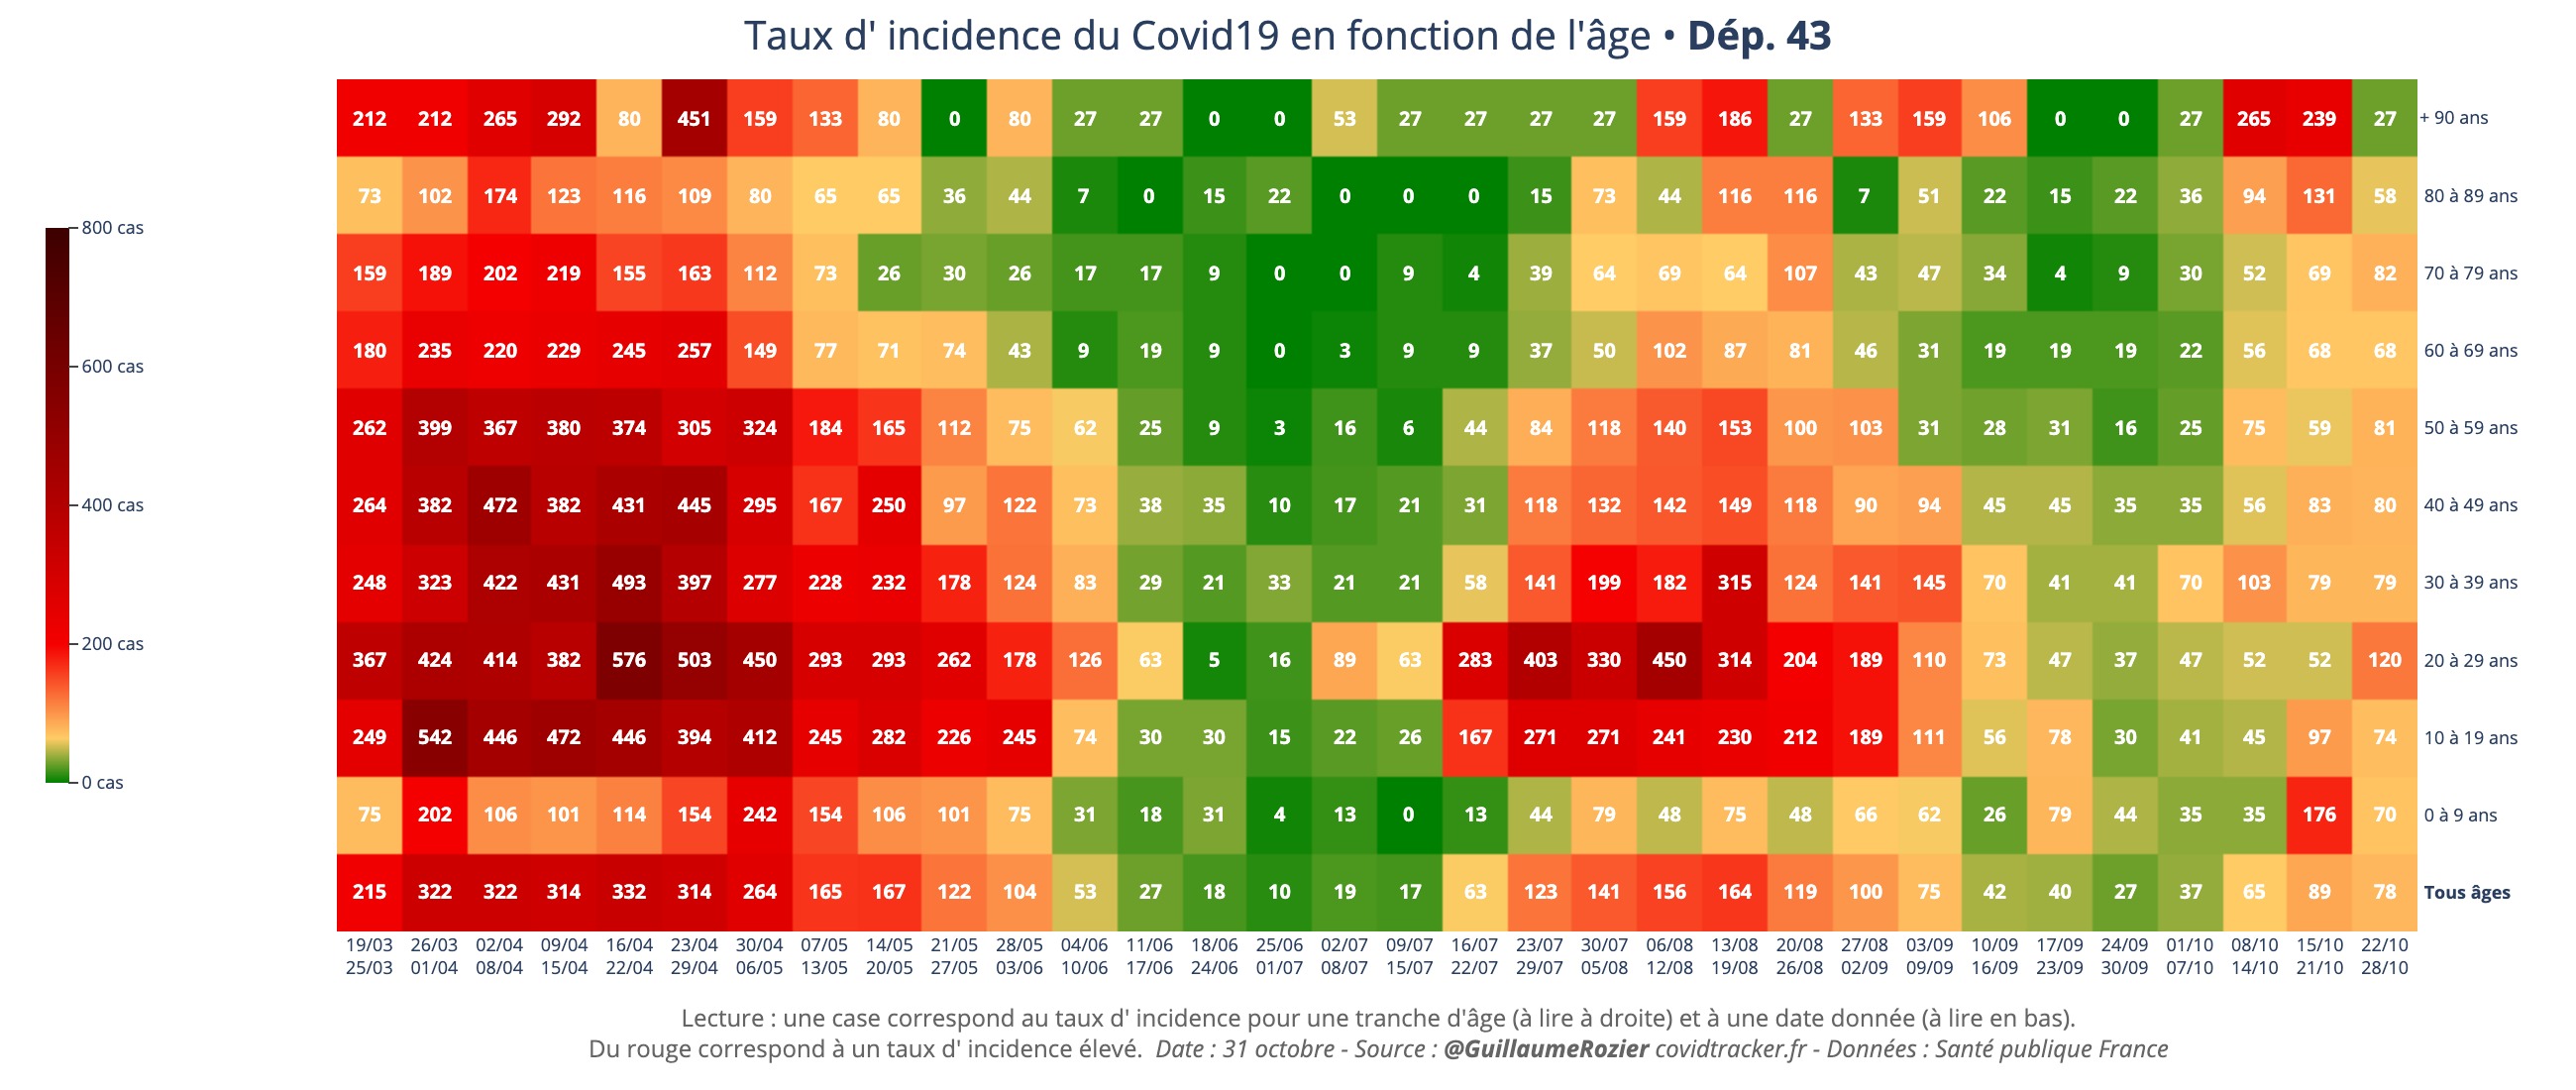 Taux d' incidence du Covid19 en fonction de l'âge • Dép. 43
212 212 265 292 80 451 159 133 80 0 80 27 27 0 0 53 27 27 27 27 159 186 27 133 159 106 0 0 27 265 239 27 + 90 ans
73 102 174 123 116 109 80 65 65 36 44 7 0 15 22 0 0 0 15 73 44 116 116 7 51 22 15 22 36 94 131 58 80 à 89 ans
800 cas
159 189 202 219 155 163 112 73 26 30 26 17 17 9 0 0 9 4 39 64 69 64 107 43 47 34 4 9 30 52 69 82 70 à 79 ans
180 235 220 229 245 257 149 77 71 74 43 9 19 9 0 3 9 9 37 50 102 87 81 46 31 19 19 19 22 56 68 68 60 à 69 ans
600 cas
262 399 367 380 374 305 324 184 165 112 75 62 25 9 3 16 6 44 84 118 140 153 100 103 31 28 31 16 25 75 59 81 50 à 59 ans
400 cas
264 382 472 382 431 445 295 167 250 97 122 73 38 35 10 17 21 31 118 132 142 149 118 90 94 45 45 35 35 56 83 80 40 à 49 ans
248 323 422 431 493 397 277 228 232 178 124 83 29 21 33 21 21 58 141 199 182 315 124 141 145 70 41 41 70 103 79 79 30 à 39 ans
200 cas
367 424 414 382 576 503 450 293 293 262 178 126 63 5 16 89 63 283 403 330 450 314 204 189 110 73 47 37 47 52 52 120 20 à 29 ans
249 542 446 472 446 394 412 245 282 226 245 74 30 30 15 22 26 167 271 271 241 230 212 189 111 56 78 30 41 45 97 74 10 à 19 ans
0 cas
75 202 106 101 114 154 242 154 106 101 75 31 18 31 4 13 0 13 44 79 48 75 48 66 62 26 79 44 35 35 176 70 0 à 9 ans
215 322 322 314 332 314 264 165 167 122 104 53 27 18 10 19 17 63 123 141 156 164 119 100 75 42 40 27 37 65 89 78 Tous âges
19/03 26/03 02/04 09/04 16/04 23/04 30/04 07/05 14/05 21/05 28/05 04/06 11/06 18/06 25/06 02/07 09/07 16/07 23/07 30/07 06/08 13/08 20/08 27/08 03/09 10/09 17/09 24/09 01/10 08/10 15/10 22/10
25/03 01/04 08/04 15/04 22/04 29/04 06/05 13/05 20/05 27/05 03/06 10/06 17/06 24/06 01/07 08/07 15/07 22/07 29/07 05/08 12/08 19/08 26/08 02/09 09/09 16/09 23/09 30/09 07/10 14/10 21/10 28/10
Lecture : une case correspond au taux d' incidence pour une tranche d'âge (à lire à droite) et à une date donnée (à lire en bas).
Du rouge correspond à un taux d' incidence élevé. Date : 31 octobre - Source : @GuillaumeRozier covidtracker.fr - Données : Santé publique France